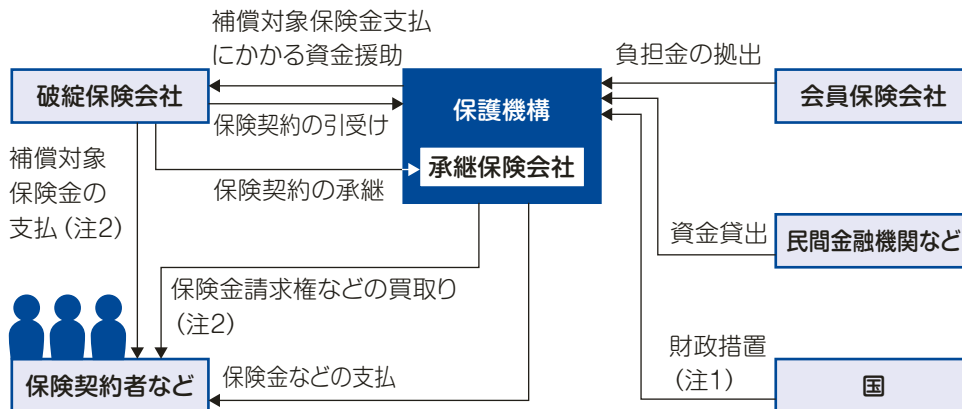 補償対象保険金支払
にかかる資金援助
破綻保険会社
保険契約の引受け
保険契約の承継
補償対象
保険金の
支払(注2)
保護機構
承継保険会社
負担金の拠出
会員保険会社
資金貸出
民間金融機関など
保険金請求権などの買取り
(注2)
財政措置
(注1)
国
保険契約者など
保険金などの支払